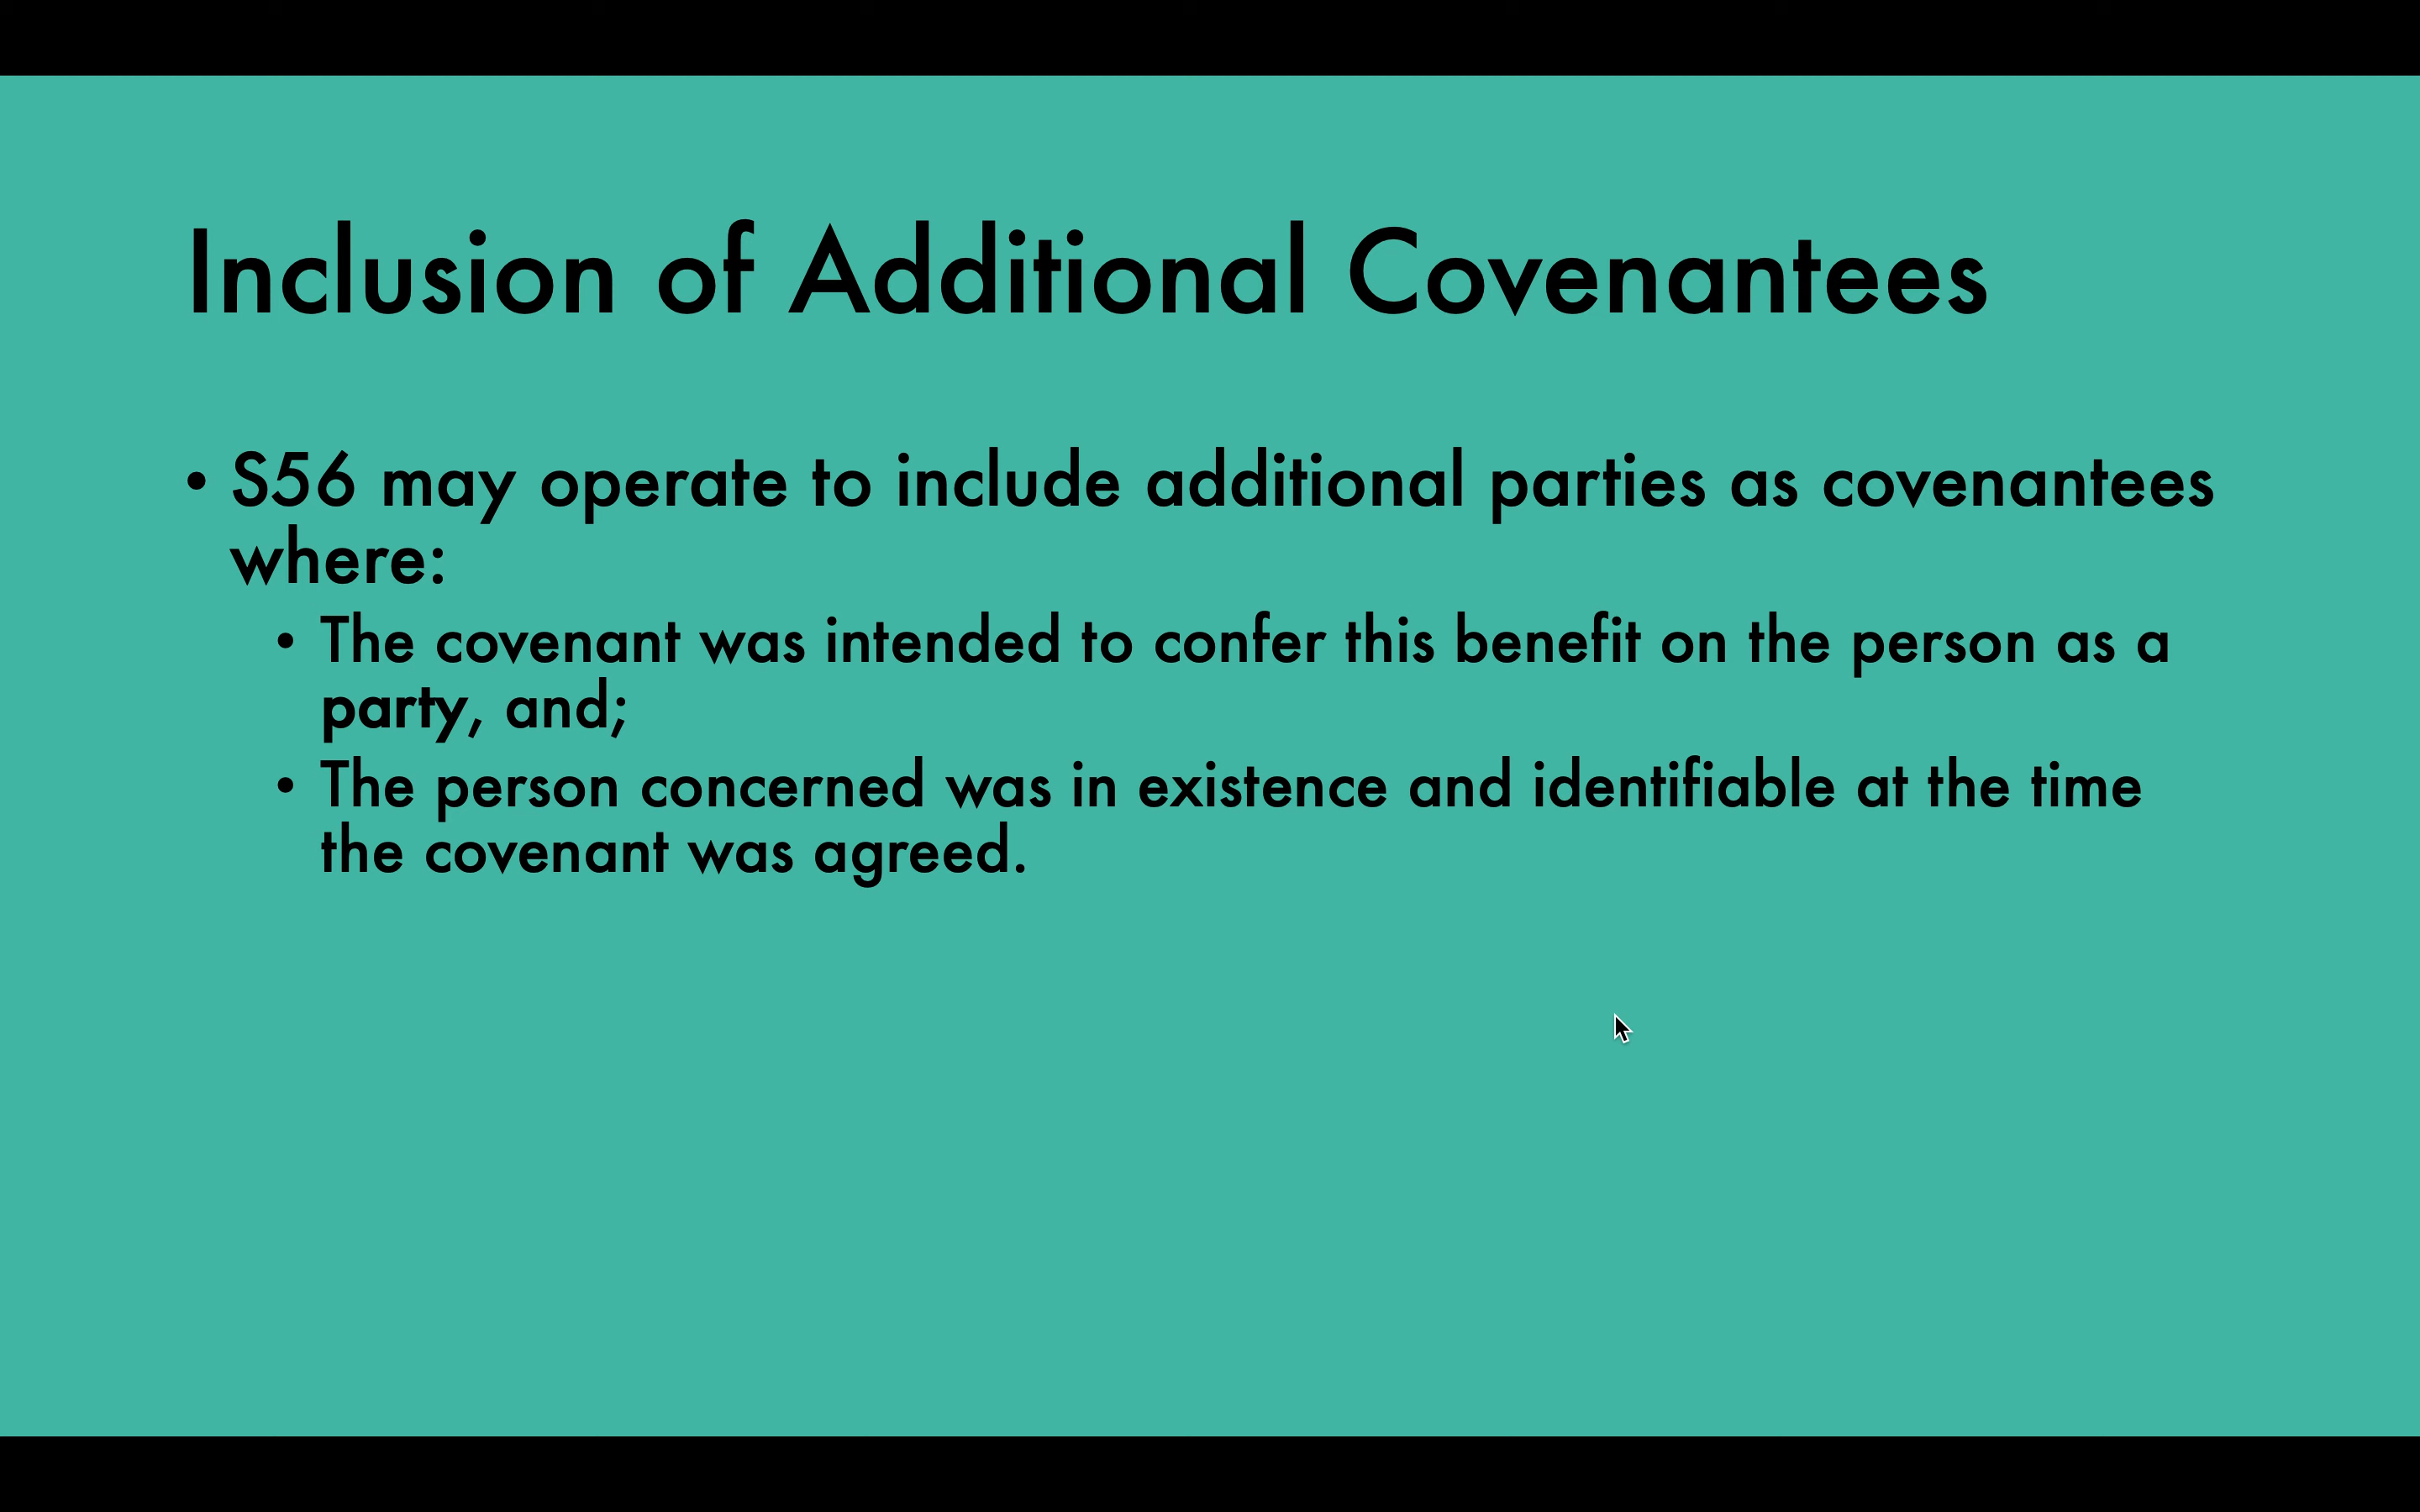 Inclusion of Additional Covenantees
• S56 may operate to include additional parties as covenantees
where:
• The covenant was intended to confer this benefit on the person as a
party, and;
• The person concerned was in existence and identifiable at the time
the covenant was agreed.